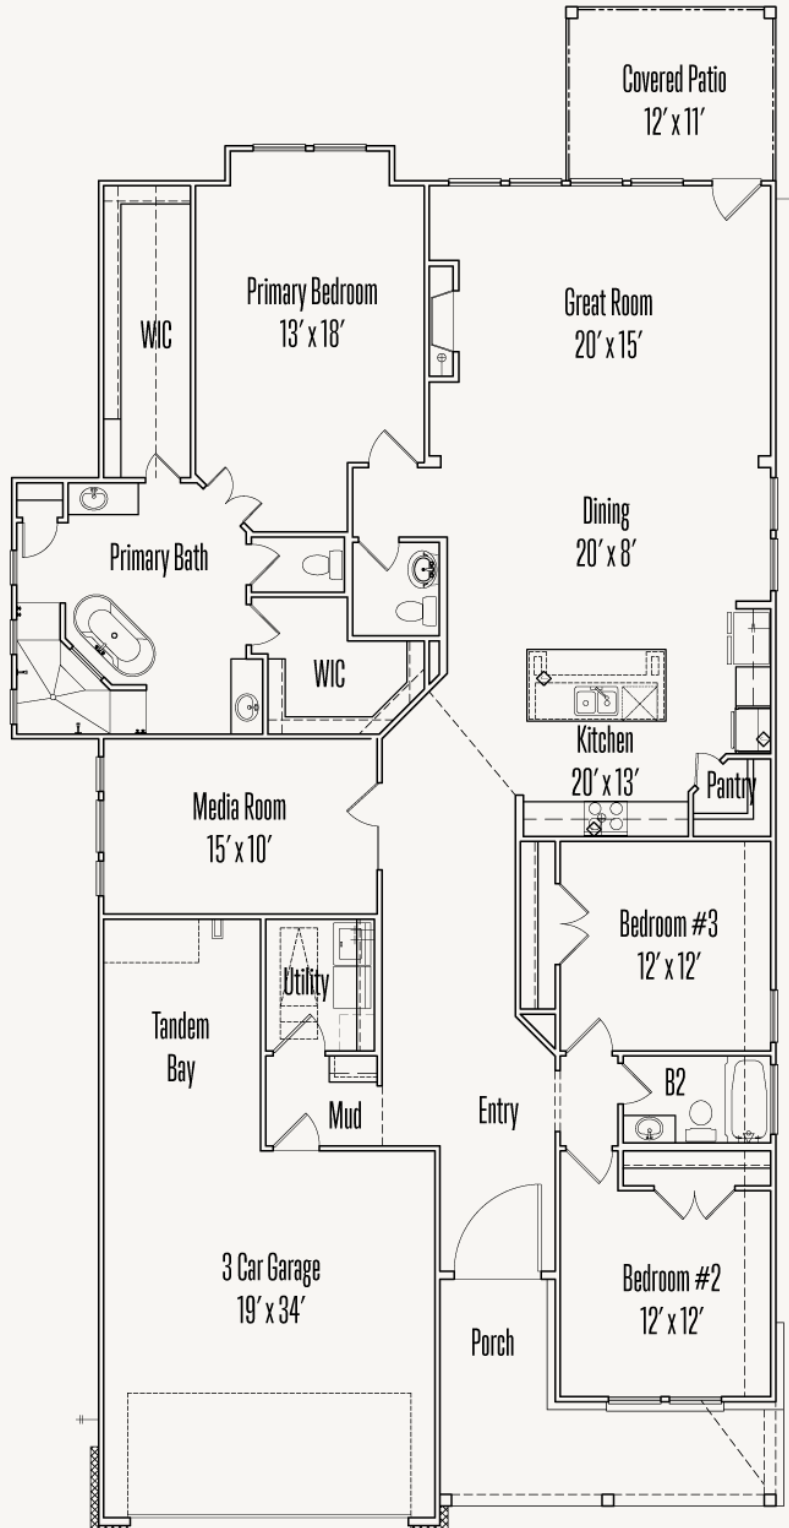 Covered Patio
12' x 11'
Primary Bedroom
13' x 18'
WIC
Great Room
20' x 15'
Dining
20' x 8'
Primary Bath
WIC
Kitchen
20' x 13'
Pantry
Media Room
15' x 10'
Bedroom #3
12' x 12'
Utility
Tandem
Bay
B2
Mud
Entry
3 Car Garage
19' x 34'
Bedroom #2
12' x 12'
Porch